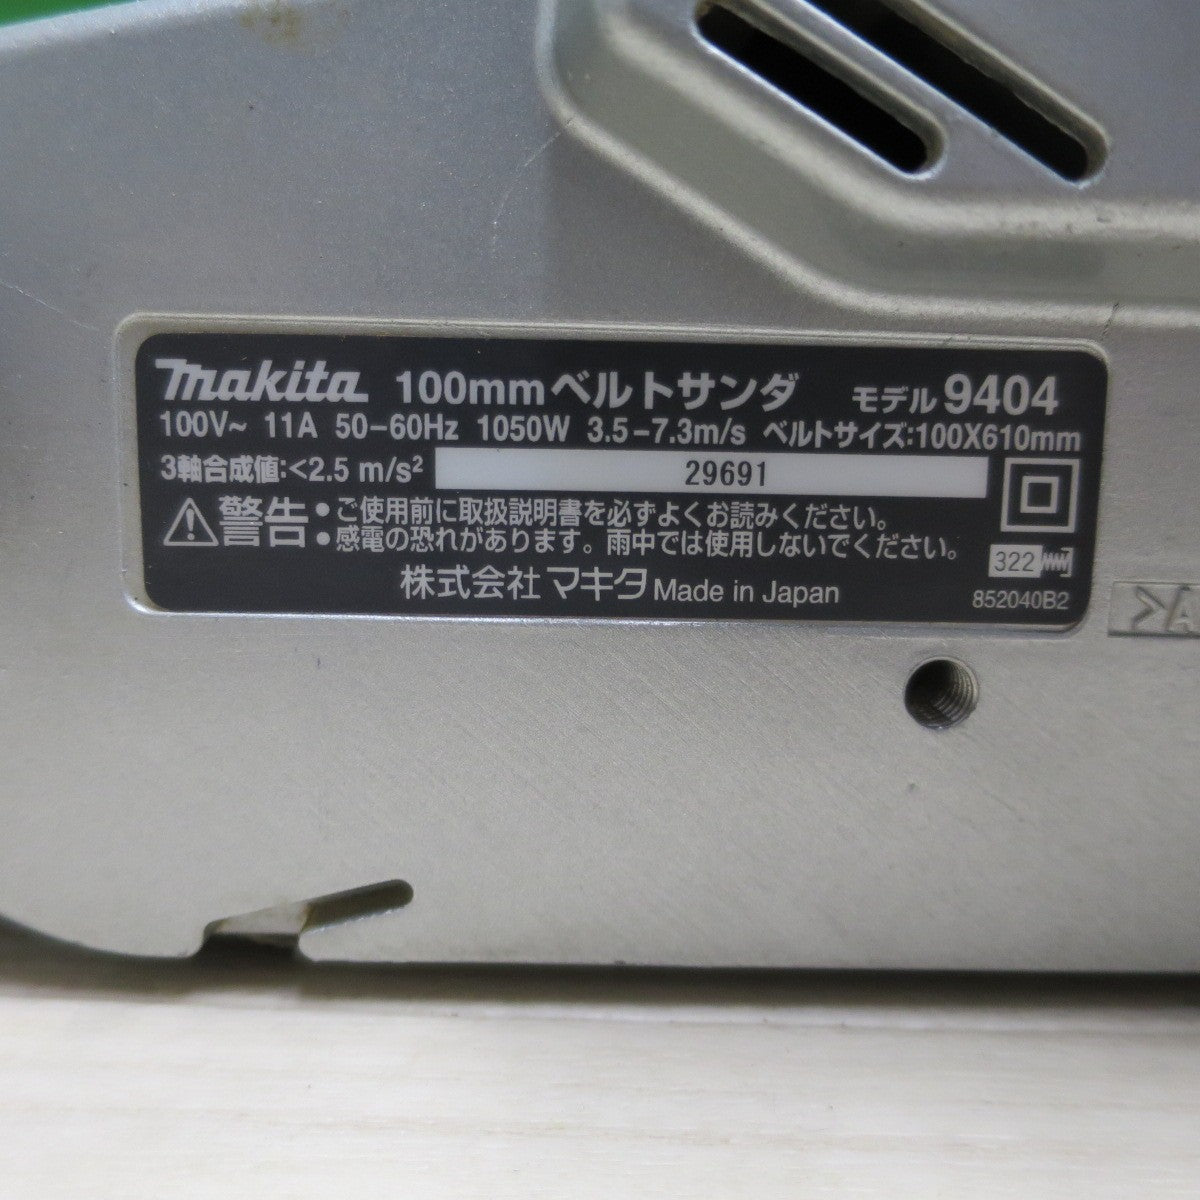 makita 100mmベルトサンダ モデル9404
100V~ 11A 50-60Hz 1050W 3.5-7.3m/s ベルトサイズ:100X610mm
3軸合成値:<2.5 m/s² 29691
警告 •ご使用前に取扱説明書を必ずよくお読みください。
•感電の恐れがあります。雨中では使用しないでください。
322
株式会社マキタ Made in Japan 852040B2